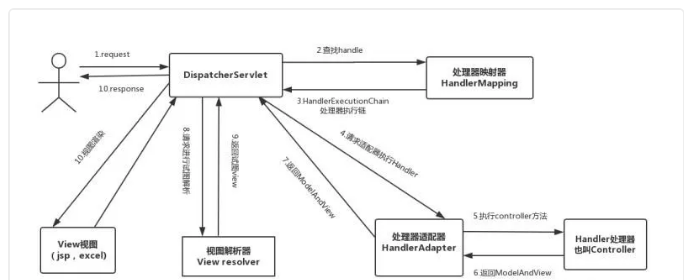 1.request
10.response
DispatcherServlet
2.查找handle
处理器映射器
HandlerMapping
3.HandlerExecutionChain
处理器执行链
10.视图渲染
8.请求进行试图解析
9.返回试图view
7.返回ModelAndView
4.请求适配器执行Handler
View视图
（jsp，excel)
视图解析器
View resolver
处理器适配器
HandlerAdapter
5.执行controller方法
Handler处理器
也叫Controller
6.返回ModelAndView